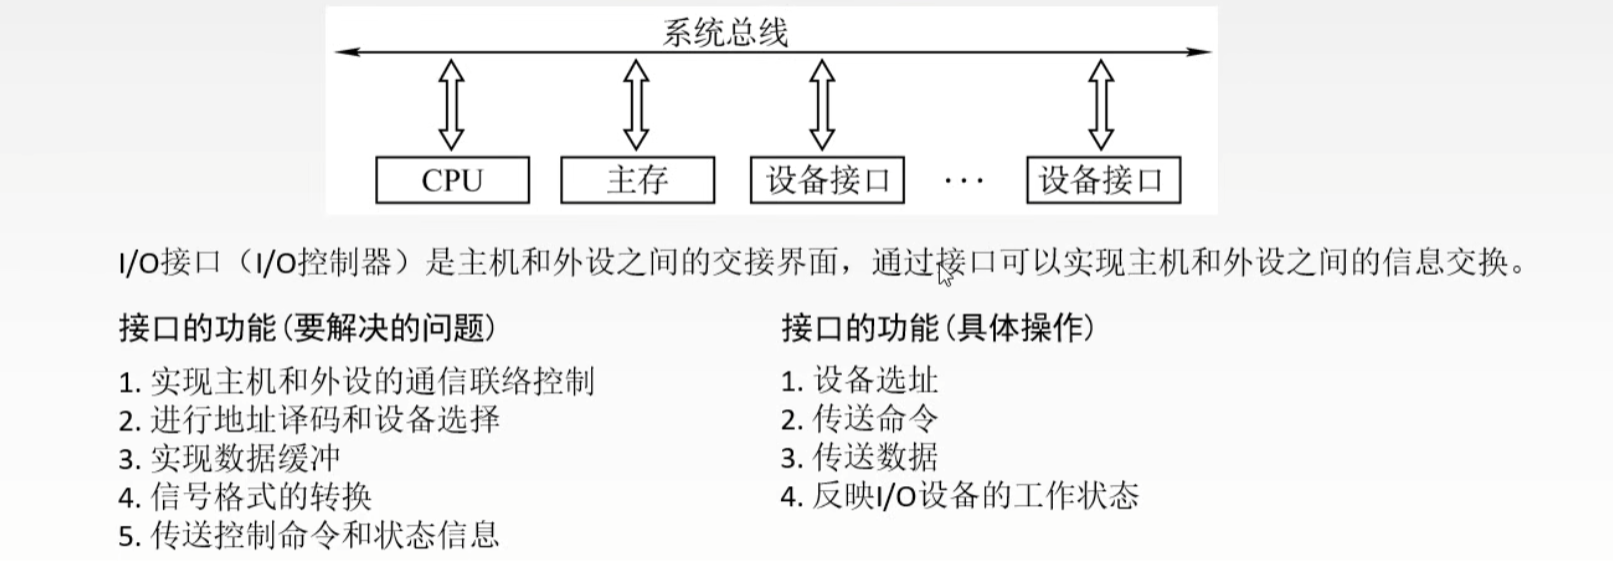 系统总线
CPU
主存
设备接口
···
设备接口
I/O接口（I/O控制器）是主机和外设之间的交接界面，通过接口可以实现主机和外设之间的信息交换。
接口的功能(要解决的问题)
1. 实现主机和外设的通信联络控制
2. 进行地址译码和设备选择
3. 实现数据缓冲
4. 信号格式的转换
5. 传送控制命令和状态信息
接口的功能(具体操作)
1. 设备选址
2. 传送命令
3. 传送数据
4. 反映I/O设备的工作状态